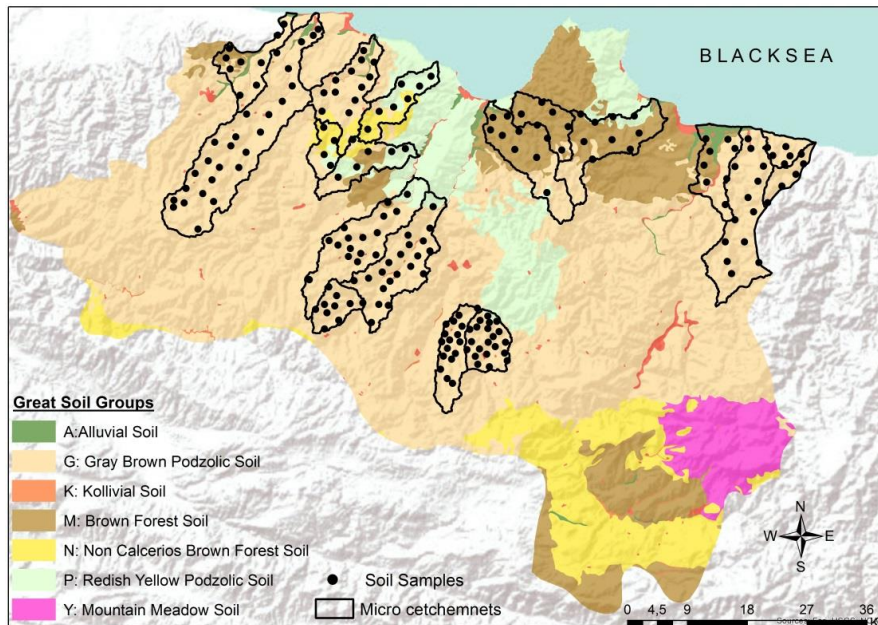 BLACKSEA
Great Soil Groups
A:Alluvial Soil
G: Gray Brown Podzolic Soil
K: Kollivial Soil
M: Brown Forest Soil
N: Non Calcerios Brown Forest Soil
P: Redish Yellow Podzolic Soil
Y: Mountain Meadow Soil
Soil Samples
Micro cetchemnets
N
W E
S
0 4,5 9 18 27 36